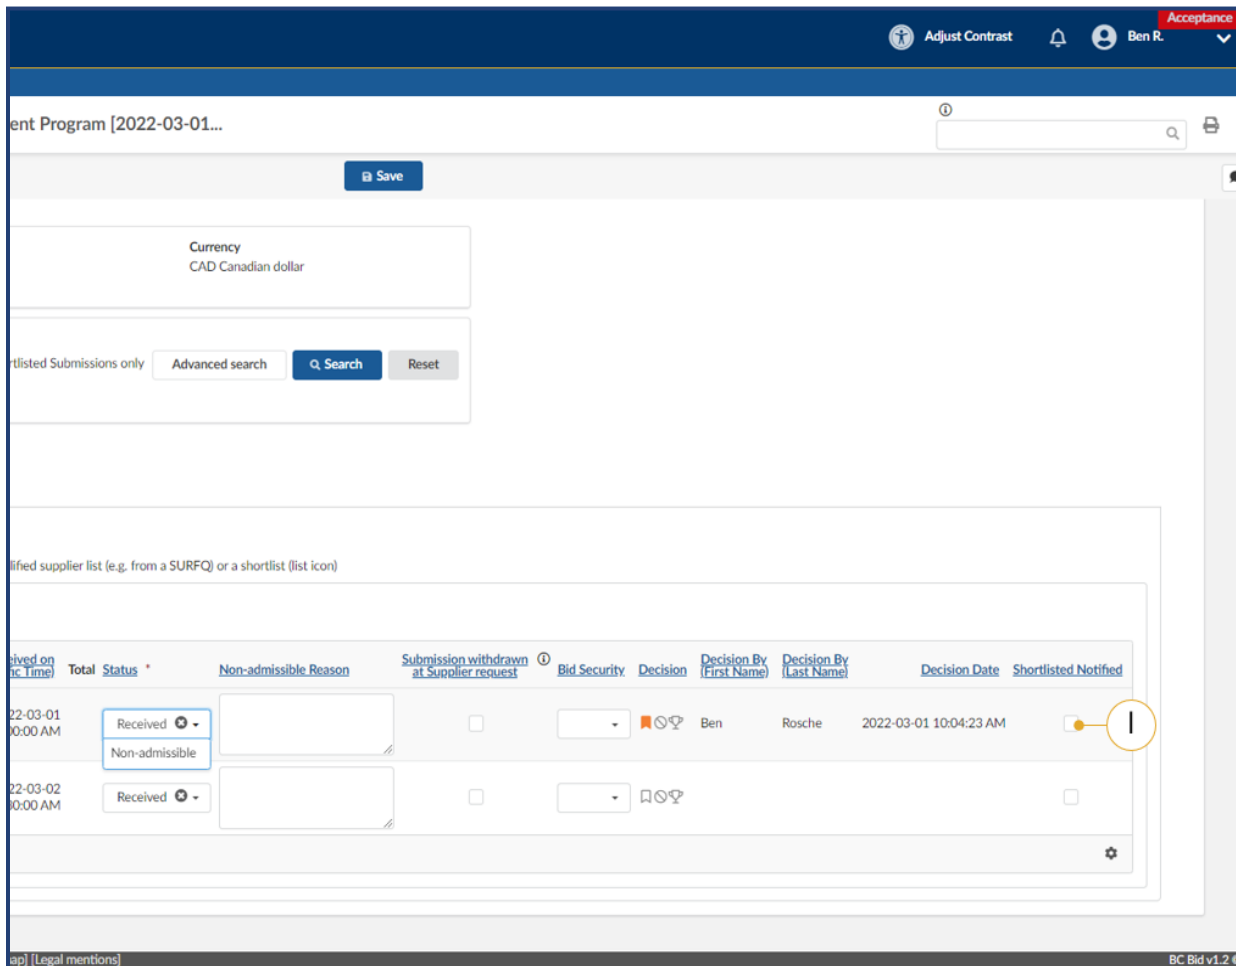 Acceptance
Adjust Contrast
Ben R.
ent Program [2022-03-01...
Save
Currency
CAD Canadian dollar
rtlisted Submissions only Advanced search Search Reset
lified supplier list (e.g. from a SURFQ) or a shortlist (list icon)
eived on
ic Time) Total Status * Non-admissible Reason Submission withdrawn
at Supplier request Bid Security Decision Decision By
(First Name) Decision By
(Last Name) Decision Date Shortlisted Notified
22-03-01
0:00 AM Received Ben Rosche 2022-03-01 10:04:23 AM I
Non-admissible
22-03-02
0:00 AM Received
ap] [Legal mentions] BC Bid v1.2